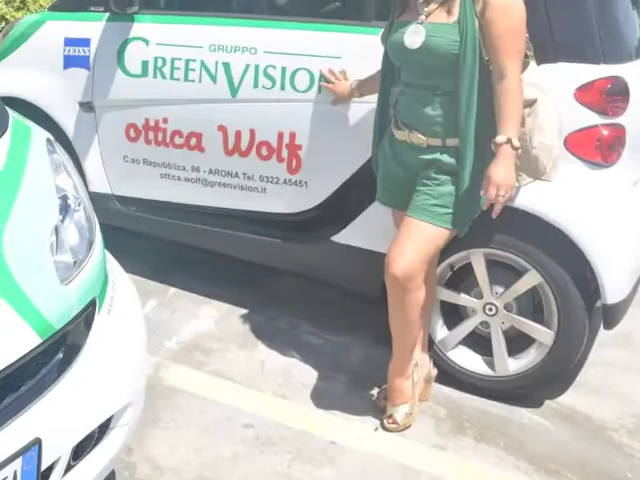 ZEISS
GRUPPO
GREENVISION
ottica Wolf
C.so Repubblica, 86 - ARONA Tel. 0322.45451
ottica.wolf@greenvision.it